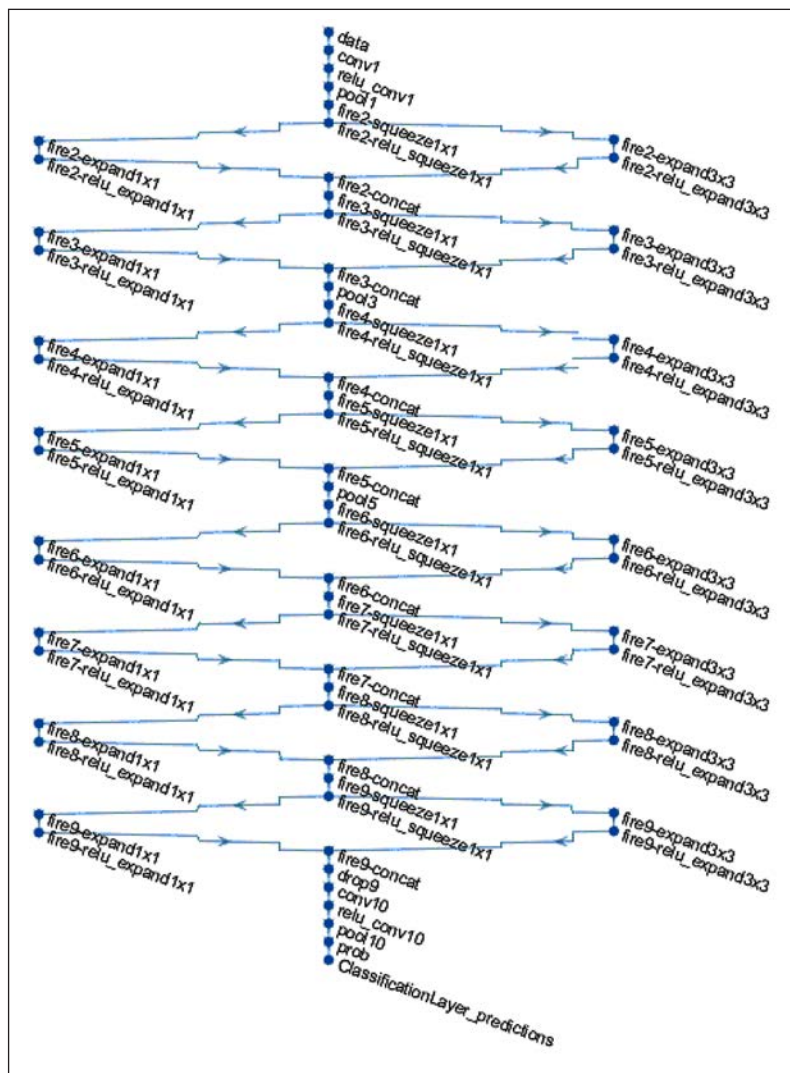 data
conv1
relu_conv1
pool1
fire2-squeeze1x1
fire2-relu_squeeze1x1
fire2-expand1x1
fire2-relu_expand1x1
fire2-expand3x3
fire2-relu_expand3x3
fire2-concat
fire3-squeeze1x1
fire3-relu_squeeze1x1
fire3-expand1x1
fire3-relu_expand1x1
fire3-expand3x3
fire3-relu_expand3x3
fire3-concat
pool3
fire4-squeeze1x1
fire4-relu_squeeze1x1
fire4-expand1x1
fire4-relu_expand1x1
fire4-expand3x3
fire4-relu_expand3x3
fire4-concat
fire5-squeeze1x1
fire5-relu_squeeze1x1
fire5-expand1x1
fire5-relu_expand1x1
fire5-expand3x3
fire5-relu_expand3x3
fire5-concat
pool5
fire6-squeeze1x1
fire6-relu_squeeze1x1
fire6-expand1x1
fire6-relu_expand1x1
fire6-expand3x3
fire6-relu_expand3x3
fire6-concat
fire7-squeeze1x1
fire7-relu_squeeze1x1
fire7-expand1x1
fire7-relu_expand1x1
fire7-expand3x3
fire7-relu_expand3x3
fire7-concat
fire8-squeeze1x1
fire8-relu_squeeze1x1
fire8-expand1x1
fire8-relu_expand1x1
fire8-expand3x3
fire8-relu_expand3x3
fire8-concat
fire9-squeeze1x1
fire9-relu_squeeze1x1
fire9-expand1x1
fire9-relu_expand1x1
fire9-expand3x3
fire9-relu_expand3x3
fire9-concat
drop9
conv10
relu_conv10
pool10
prob
ClassificationLayer_predictions